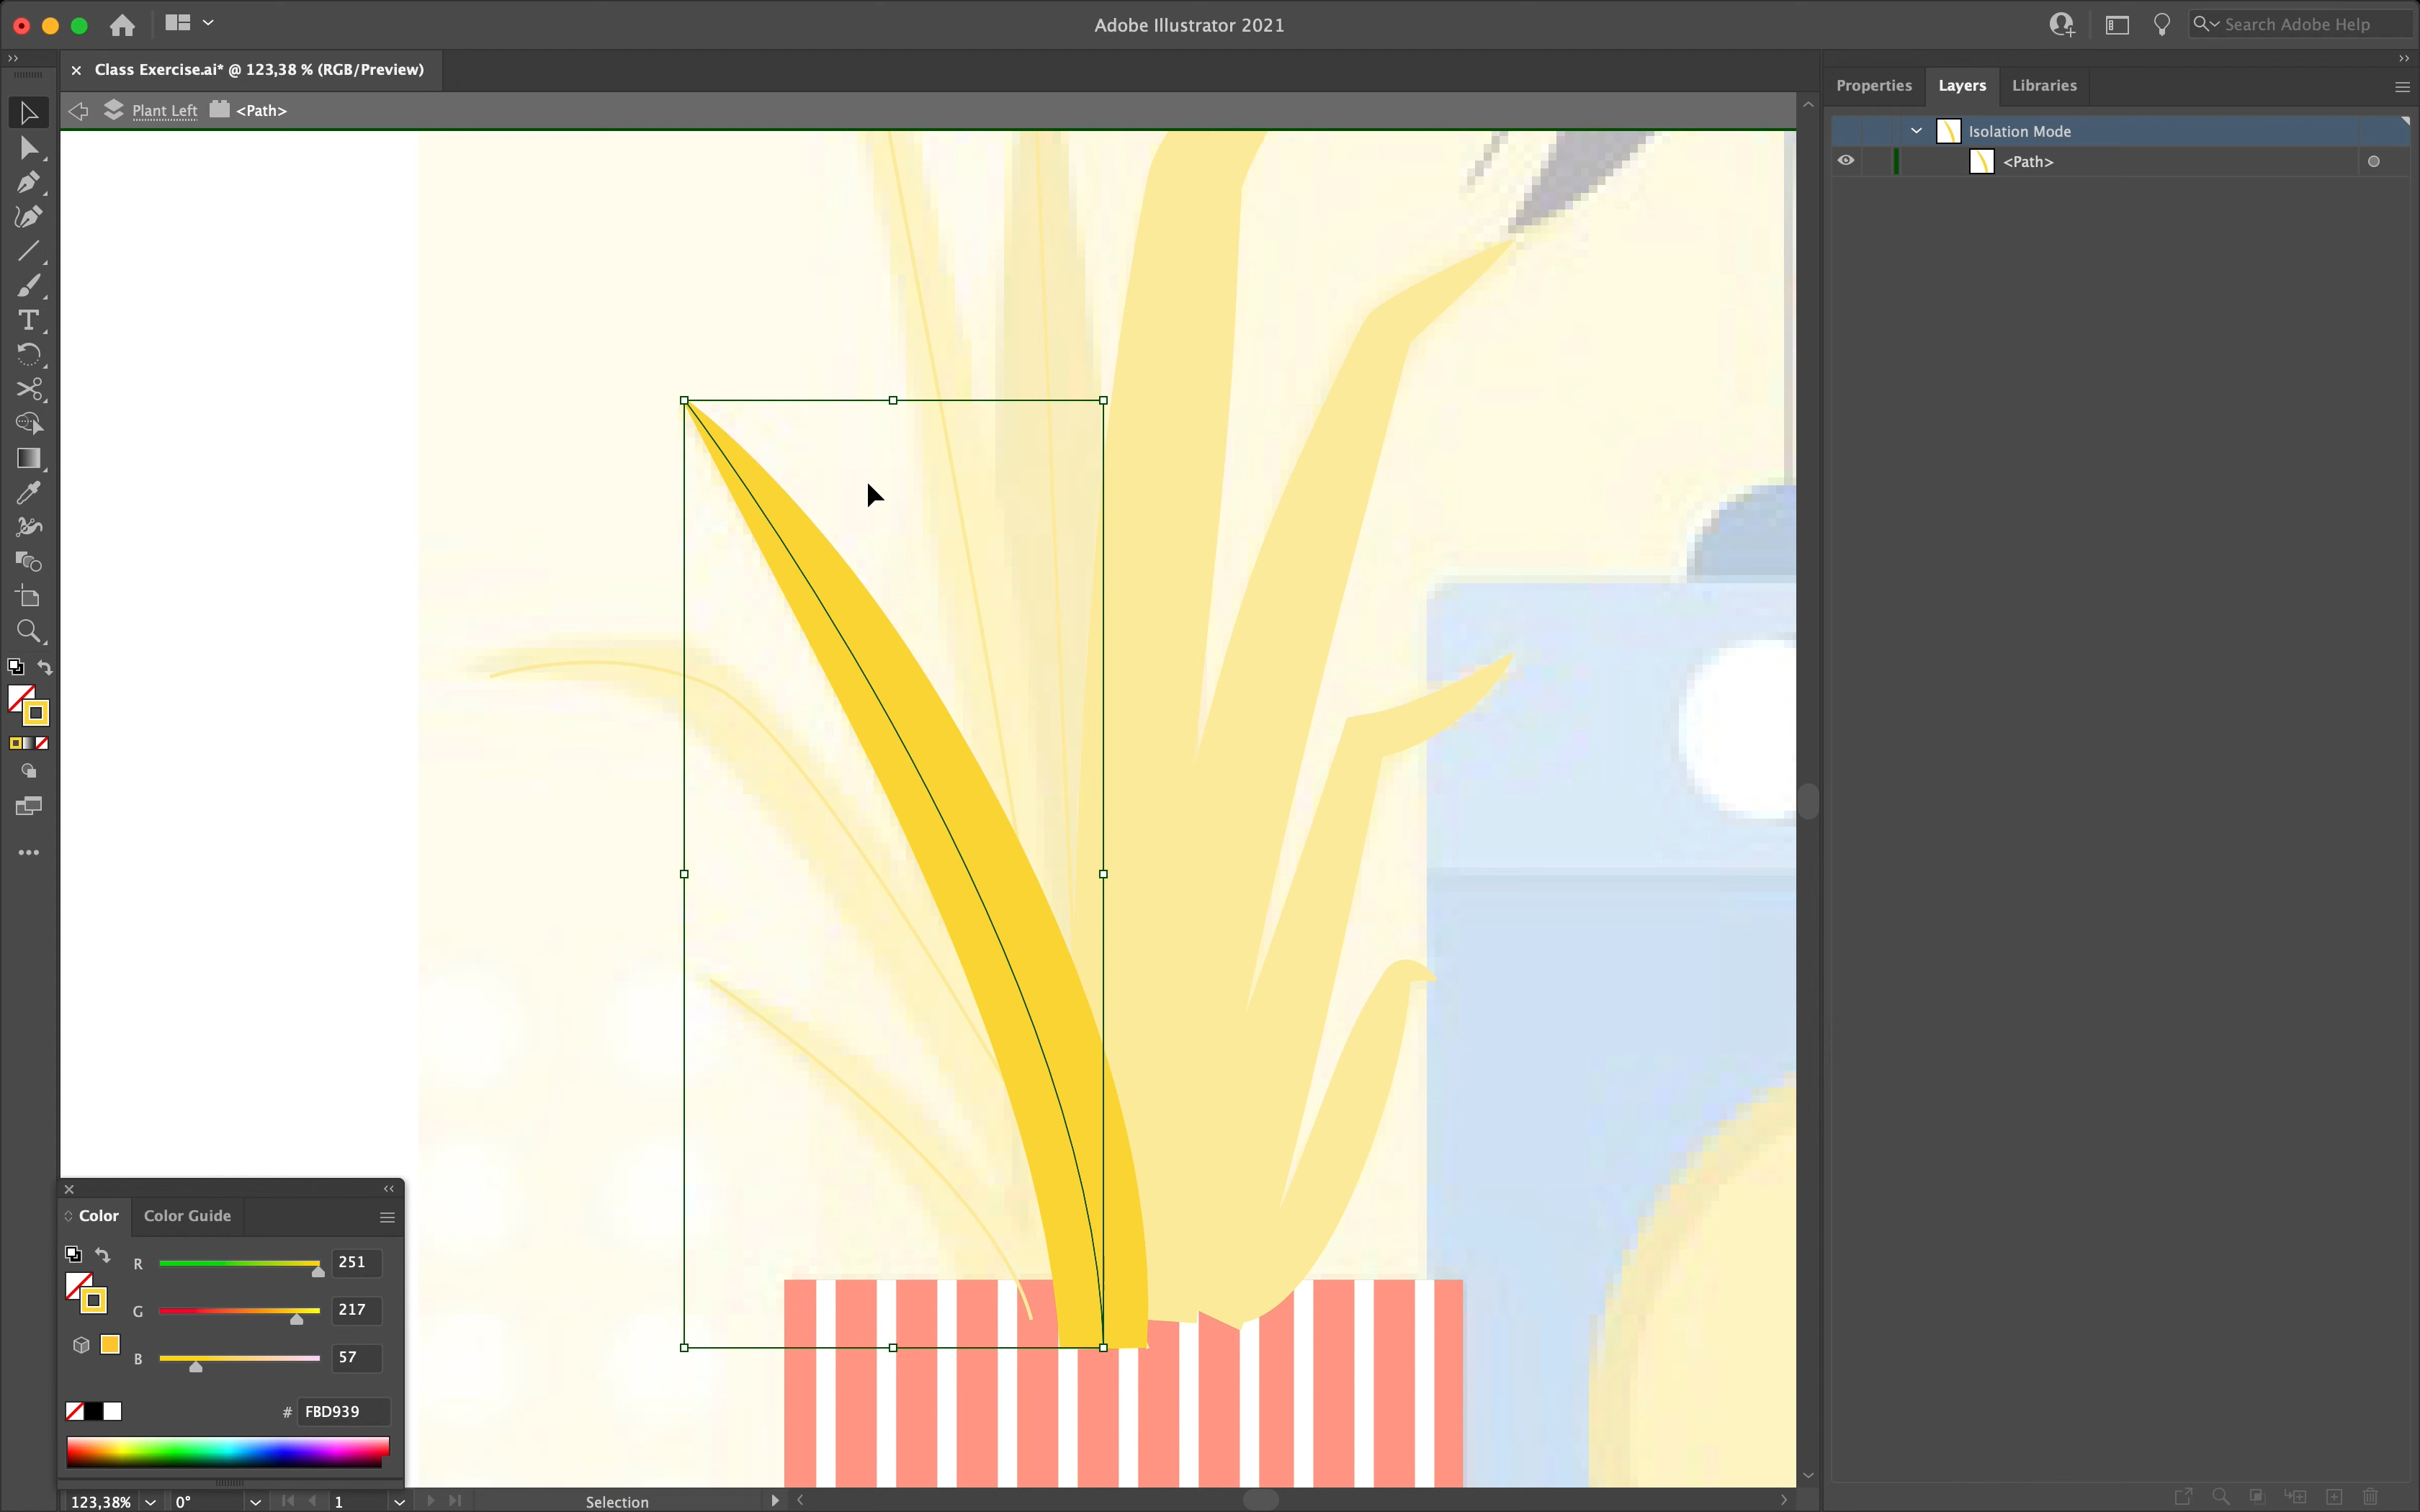 Adobe Illustrator 2021
Search Adobe Help
Class Exercise.ai* @ 123,38 % (RGB/Preview)
Plant Left <Path>
Properties Layers Libraries
Isolation Mode
<Path>
Color Color Guide
R 251
G 217
B 57
# FBD939
123,38% 0° 1 Selection